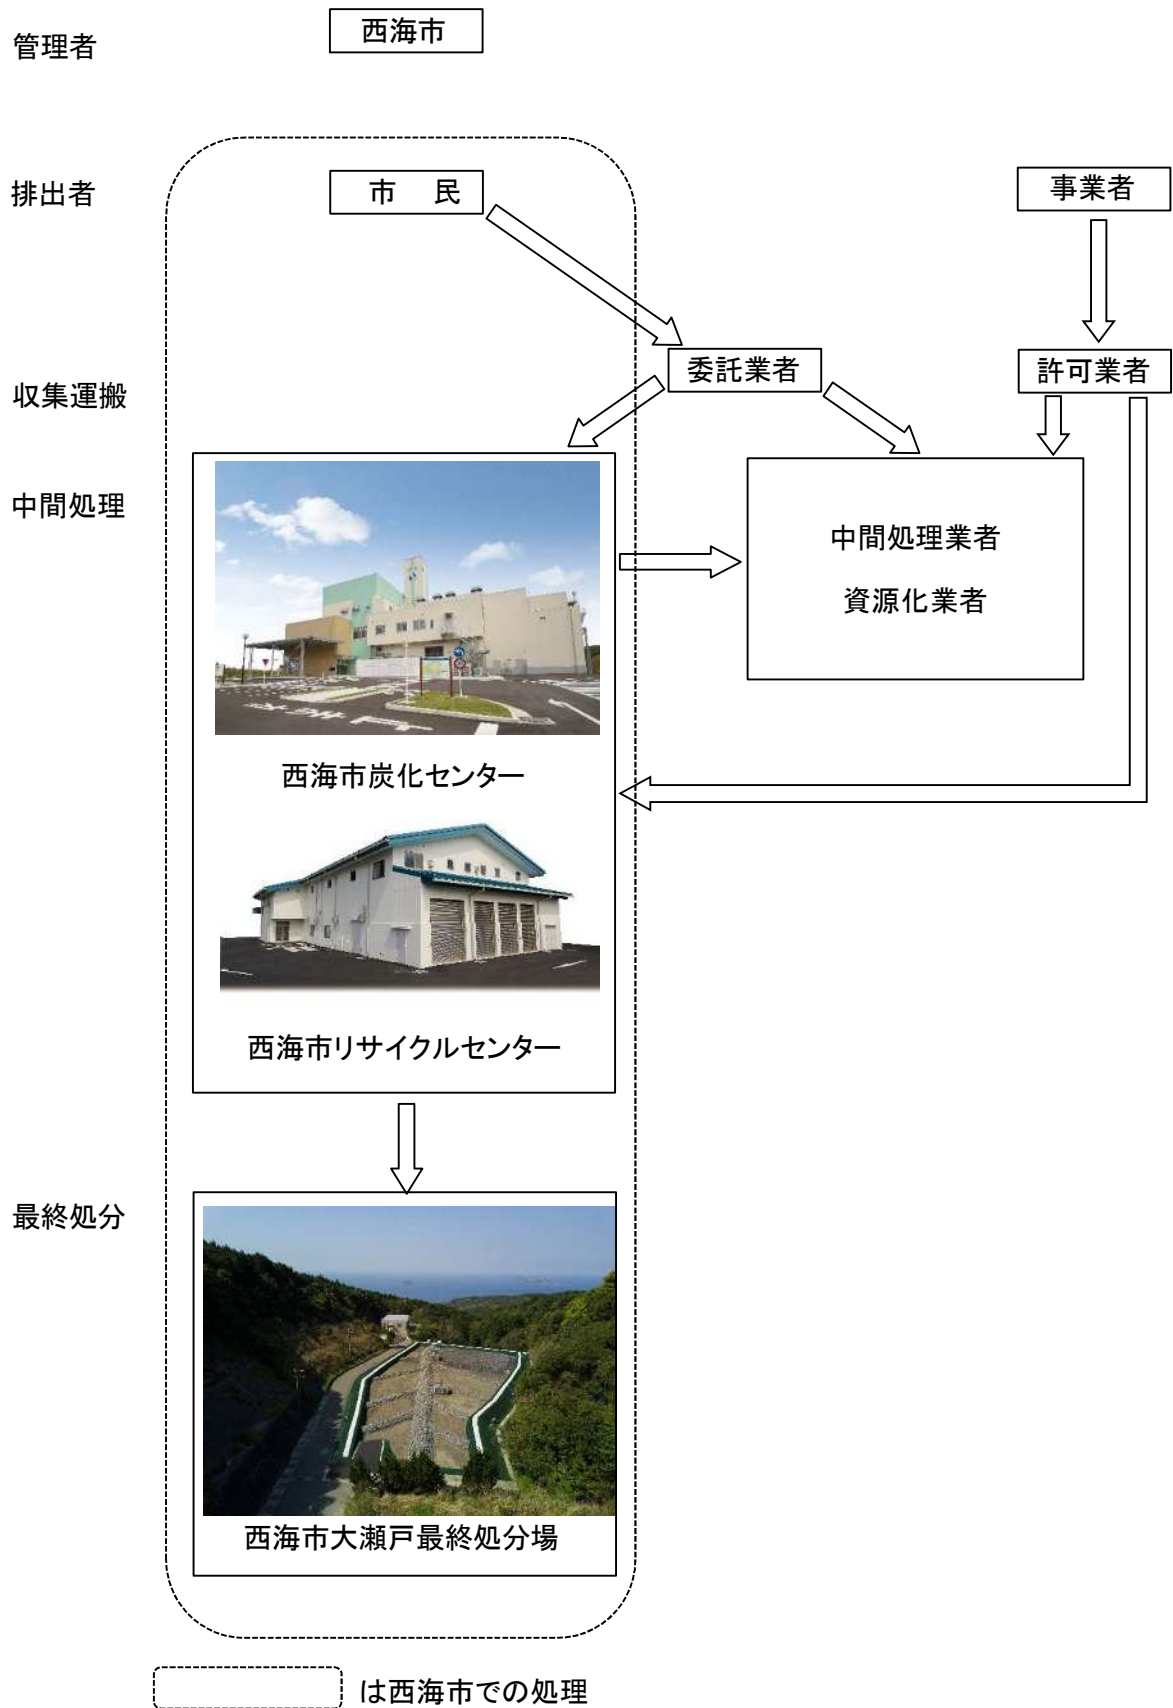 管理者
西海市
排出者
市　民
事業者
収集運搬
委託業者
許可業者
中間処理
中間処理業者
資源化業者
西海市炭化センター
西海市リサイクルセンター
最終処分
西海市大瀬戸最終処分場
は西海市での処理